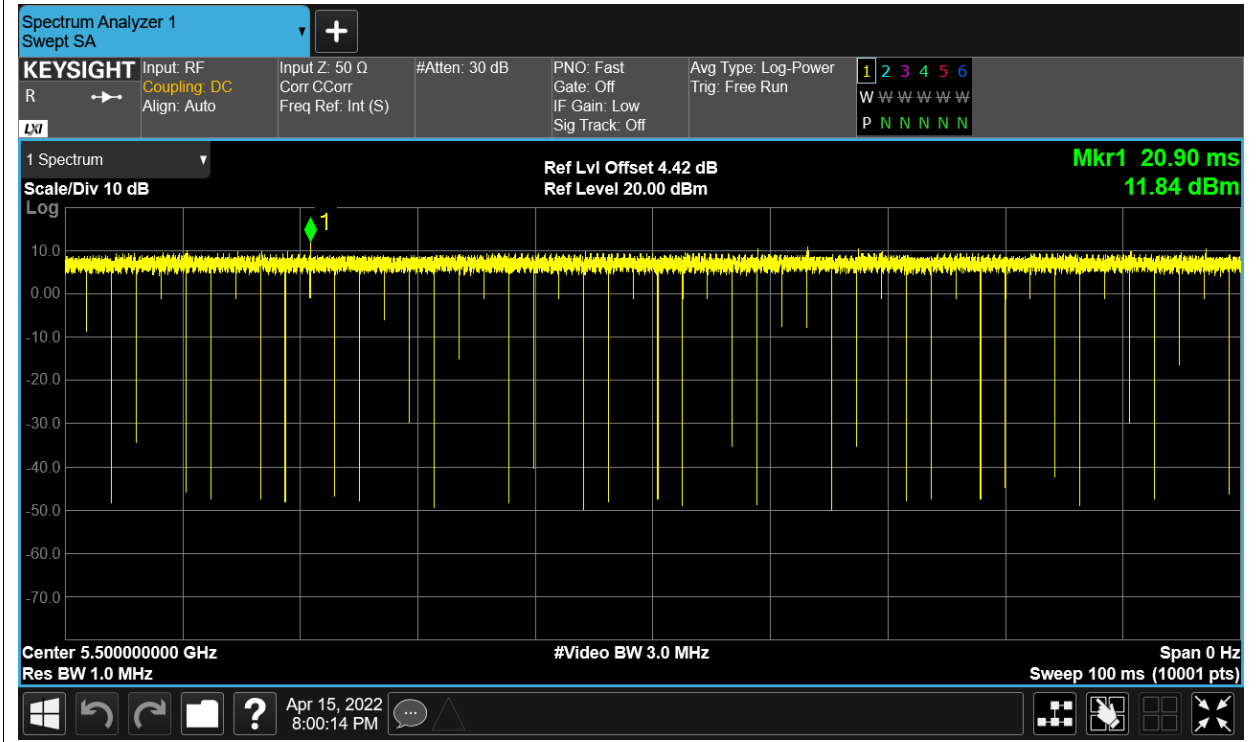 Spectrum Analyzer 1
Swept SA
KEYSIGHT
R
LXI
Input: RF
Coupling: DC
Align: Auto
Input Z: 50 Ω
Corr CCorr
Freq Ref: Int (S)
#Atten: 30 dB
PNO: Fast
Gate: Off
IF Gain: Low
Sig Track: Off
Avg Type: Log-Power
Trig: Free Run
1 2 3 4 5 6
W W W W W W
P N N N N N
1 Spectrum
Scale/Div 10 dB
Log
Ref Lvl Offset 4.42 dB
Ref Level 20.00 dBm
Mkr1 20.90 ms
11.84 dBm
1
10.0
0.00
-10.0
-20.0
-30.0
-40.0
-50.0
-60.0
-70.0
Center 5.500000000 GHz
Res BW 1.0 MHz
#Video BW 3.0 MHz
Span 0 Hz
Sweep 100 ms (10001 pts)
?
Apr 15, 2022
8:00:14 PM